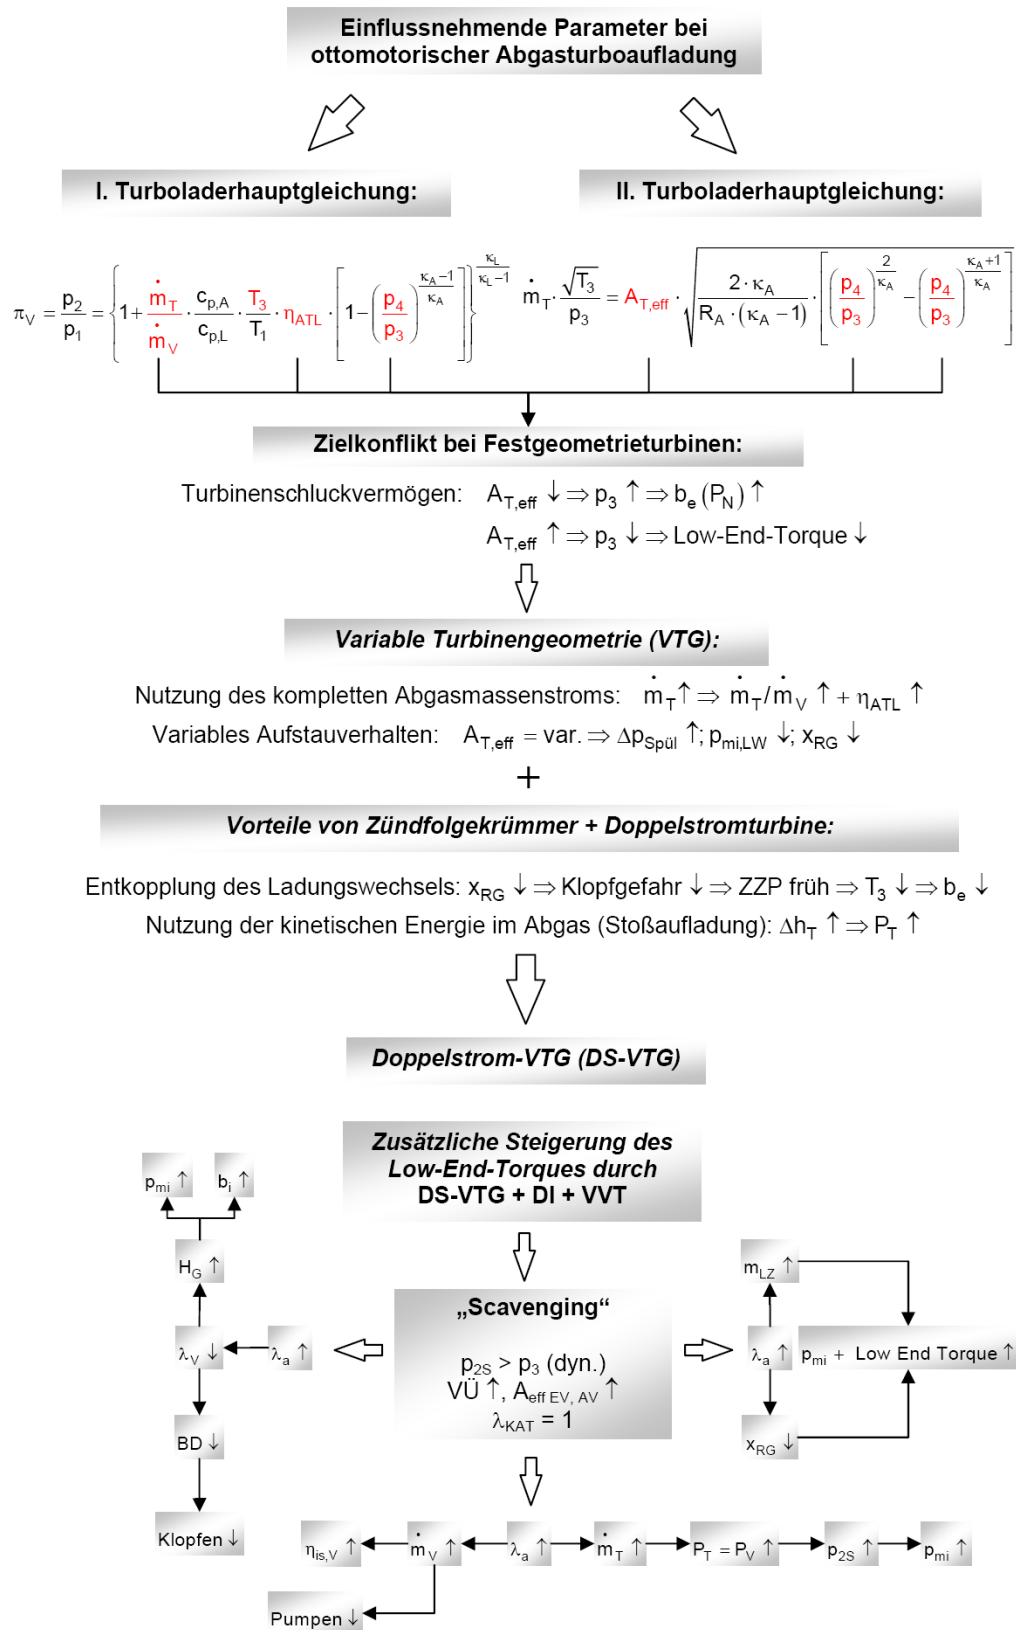 Einflussnehmende Parameter bei
ottomotorischer Abgasturboaufladung
I. Turboladerhauptgleichung:
II. Turboladerhauptgleichung:
π_V = p_2/p_1 = {1 + ṁ_T/ṁ_V · c_p,A/c_p,L · T_3/T_1 · η_ATL · [1 − (p_4/p_3)^((κ_A−1)/κ_A)]}^(κ_L/(κ_L−1))
ṁ_T · √T_3/p_3 = A_T,eff · √(2·κ_A/(R_A·(κ_A−1)) · [(p_4/p_3)^(2/κ_A) − (p_4/p_3)^((κ_A+1)/κ_A)])
Zielkonflikt bei Festgeometrieturbinen:
Turbinenschluckvermögen: A_T,eff ↓ ⇒ p_3 ↑ ⇒ b_e (P_N) ↑
A_T,eff ↑ ⇒ p_3 ↓ ⇒ Low-End-Torque ↓
Variable Turbinengeometrie (VTG):
Nutzung des kompletten Abgasmassenstroms: ṁ_T ↑ ⇒ ṁ_T/ṁ_V ↑ + η_ATL ↑
Variables Aufstauverhalten: A_T,eff = var. ⇒ Δp_Spül ↑; p_mi,LW ↓; x_RG ↓
+
Vorteile von Zündfolgekrümmer + Doppelstromturbine:
Entkopplung des Ladungswechsels: x_RG ↓ ⇒ Klopfgefahr ↓ ⇒ ZZP früh ⇒ T_3 ↓ ⇒ b_e ↓
Nutzung der kinetischen Energie im Abgas (Stoßaufladung): Δh_T ↑ ⇒ P_T ↑
Doppelstrom-VTG (DS-VTG)
Zusätzliche Steigerung des
Low-End-Torques durch
DS-VTG + DI + VVT
p_mi ↑
b_i ↑
H_G ↑
λ_V ↓
λ_a ↑
BD ↓
Klopfen ↓
„Scavenging“
p_2S > p_3 (dyn.)
VÜ ↑, A_eff EV, AV ↑
λ_KAT = 1
m_LZ ↑
λ_a ↑
p_mi + Low End Torque ↑
x_RG ↓
η_is,V ↑
ṁ_V ↑
λ_a ↑
ṁ_T ↑
P_T = P_V ↑
p_2S ↑
p_mi ↑
Pumpen ↓